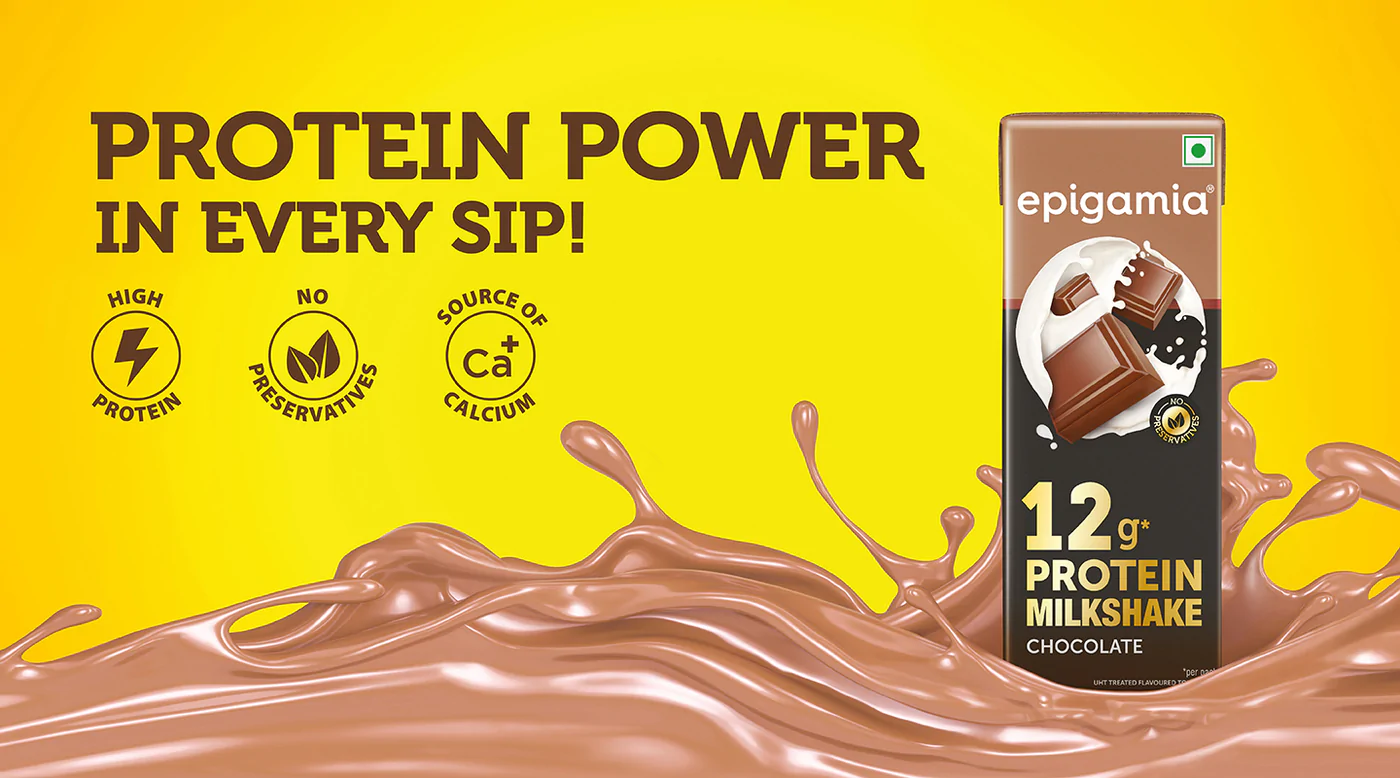 PROTEIN POWER
IN EVERY SIP!
HIGH
PROTEIN
NO
PRESERVATIVES
SOURCE OF
Ca+
CALCIUM
epigamia®
NO
PRESERVATIVES
12g*
PROTEIN
MILKSHAKE
CHOCOLATE
*per
UHT TREATED FLAVOURED